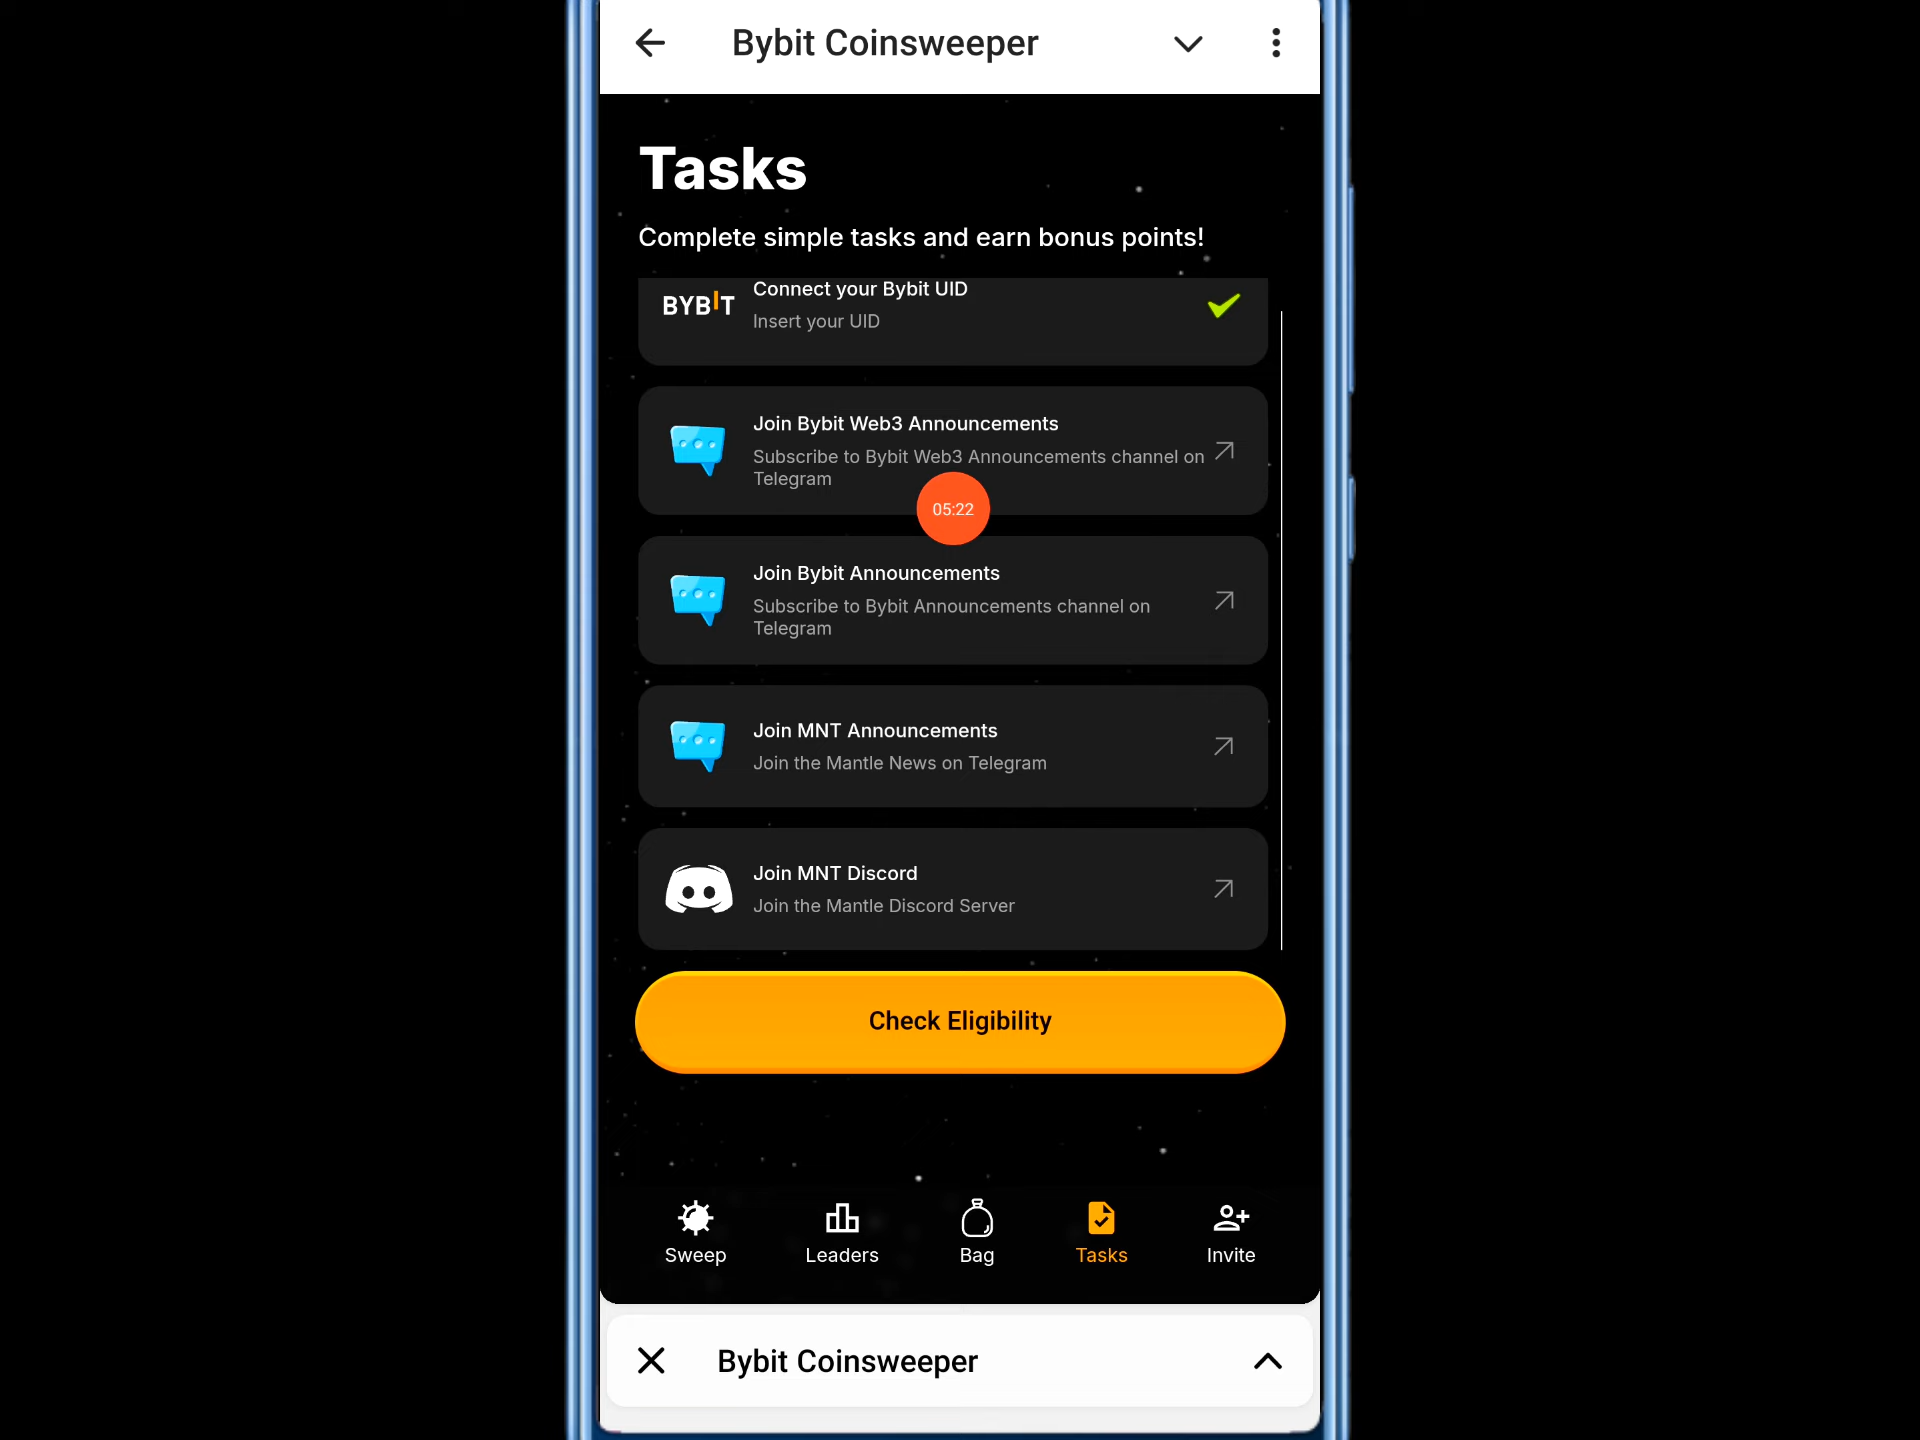 Bybit Coinsweeper
Tasks
Complete simple tasks and earn bonus points!
BYBIT
Connect your Bybit UID
Insert your UID
Join Bybit Web3 Announcements
Subscribe to Bybit Web3 Announcements channel on
Telegram
05:22
Join Bybit Announcements
Subscribe to Bybit Announcements channel on
Telegram
Join MNT Announcements
Join the Mantle News on Telegram
Join MNT Discord
Join the Mantle Discord Server
Check Eligibility
Sweep
Leaders
Bag
Tasks
Invite
Bybit Coinsweeper